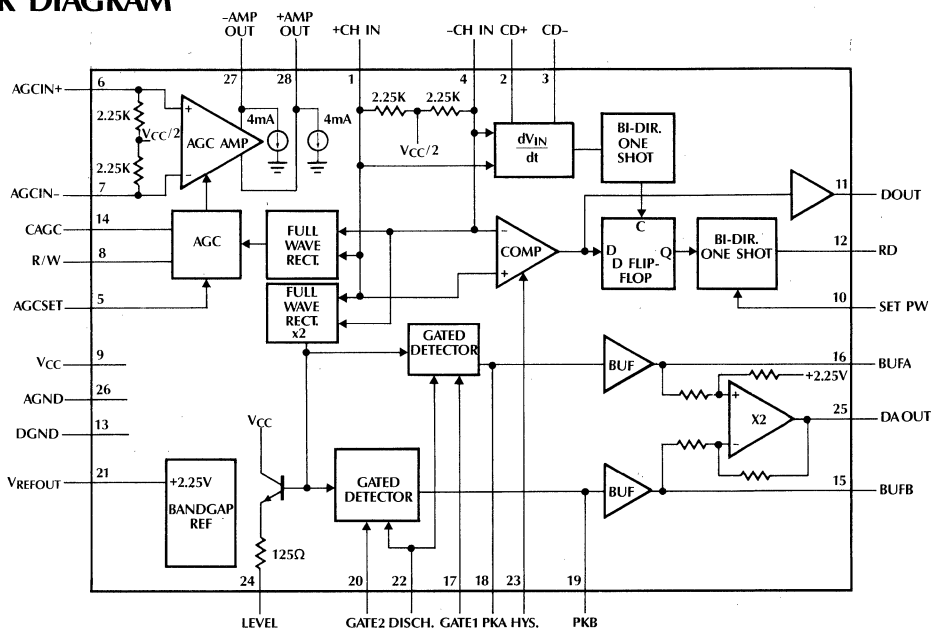 K DIAGRAM
–AMP OUT
+AMP OUT
+CH IN
–CH IN
CD+
CD–
27
28
1
4
2
3
AGCIN+
6
2.25K
VCC/2
2.25K
AGCIN–
7
+
AGC AMP
–
4mA
4mA
2.25K
2.25K
VCC/2
dVIN
dt
BI-DIR.
ONE
SHOT
11
DOUT
CAGC
14
R/W
8
AGCSET
5
AGC
FULL
WAVE
RECT.
FULL
WAVE
RECT.
x2
–
COMP
+
C
D
Q
D FLIP-
FLOP
BI-DIR.
ONE SHOT
12
RD
10
SET PW
VCC
9
AGND
26
DGND
13
VREFOUT
21
+2.25V
BANDGAP
REF
VCC
125Ω
GATED
DETECTOR
GATED
DETECTOR
BUF
16
BUFA
+2.25V
+
X2
–
25
DA OUT
BUF
15
BUFB
24
20
22
17
18
23
19
LEVEL
GATE2
DISCH.
GATE1
PKA
HYS.
PKB